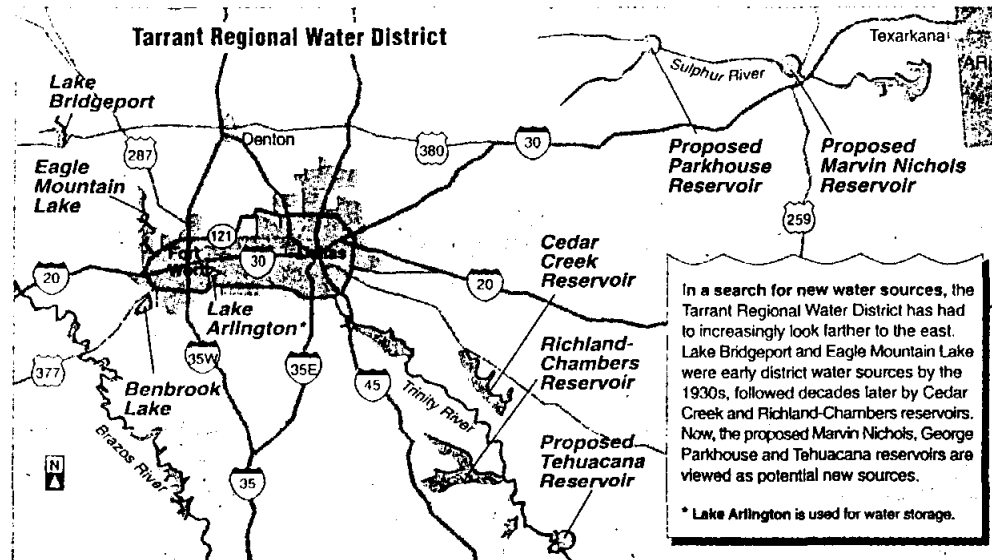 Tarrant Regional Water District
Texarkana
Lake
Bridgeport
Sulphur River
Denton
287
380
30
Proposed
Parkhouse
Reservoir
Proposed
Marvin Nichols
Reservoir
Eagle
Mountain
Lake
259
121
Fort
Worth
30
Dallas
Cedar
Creek
Reservoir
20
20
Lake
Arlington*
In a search for new water sources, the
Tarrant Regional Water District has had
to increasingly look farther to the east.
Lake Bridgeport and Eagle Mountain Lake
were early district water sources by the
1930s, followed decades later by Cedar
Creek and Richland-Chambers reservoirs.
Now, the proposed Marvin Nichols, George
Parkhouse and Tehuacana reservoirs are
viewed as potential new sources.
* Lake Arlington is used for water storage.
Richland-
Chambers
Reservoir
35W
35E
377
45
Benbrook
Lake
Trinity River
Brazos River
Proposed
Tehuacana
Reservoir
N
35